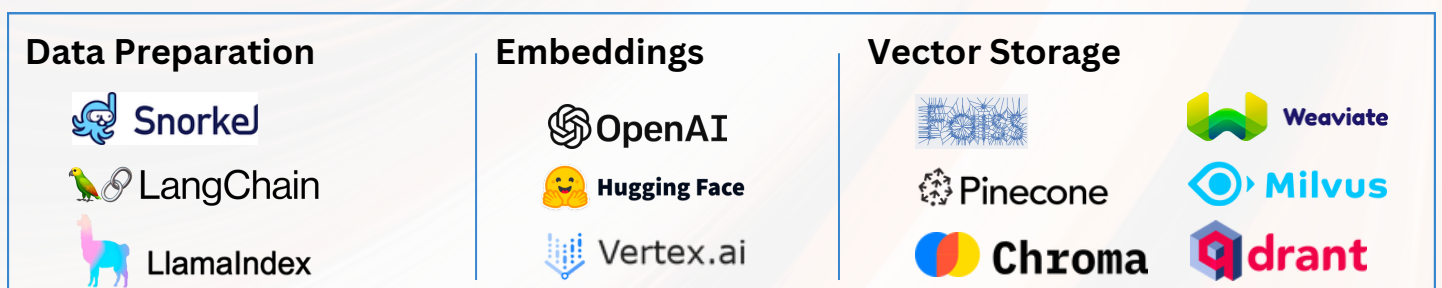 Data Preparation
Snorkel
LangChain
LlamaIndex
Embeddings
OpenAI
Hugging Face
Vertex.ai
Vector Storage
Faiss
Weaviate
Pinecone
Milvus
Chroma
qdrant